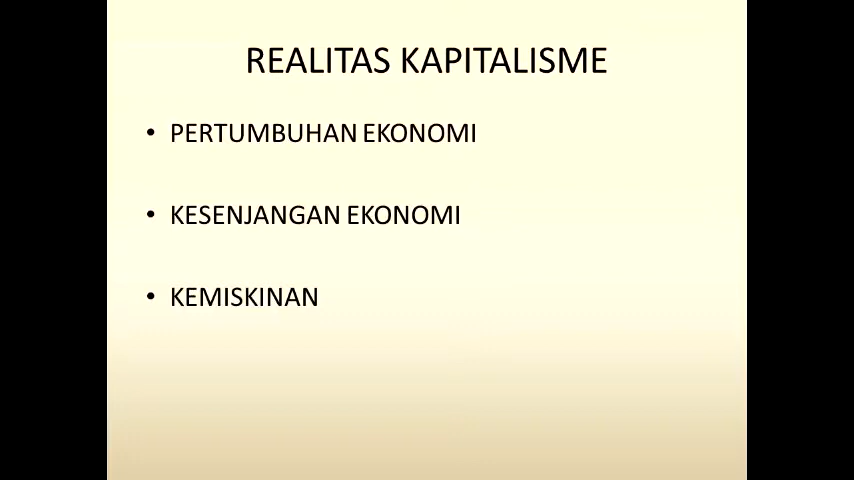 REALITAS KAPITALISME
• PERTUMBUHAN EKONOMI
• KESENJANGAN EKONOMI
• KEMISKINAN